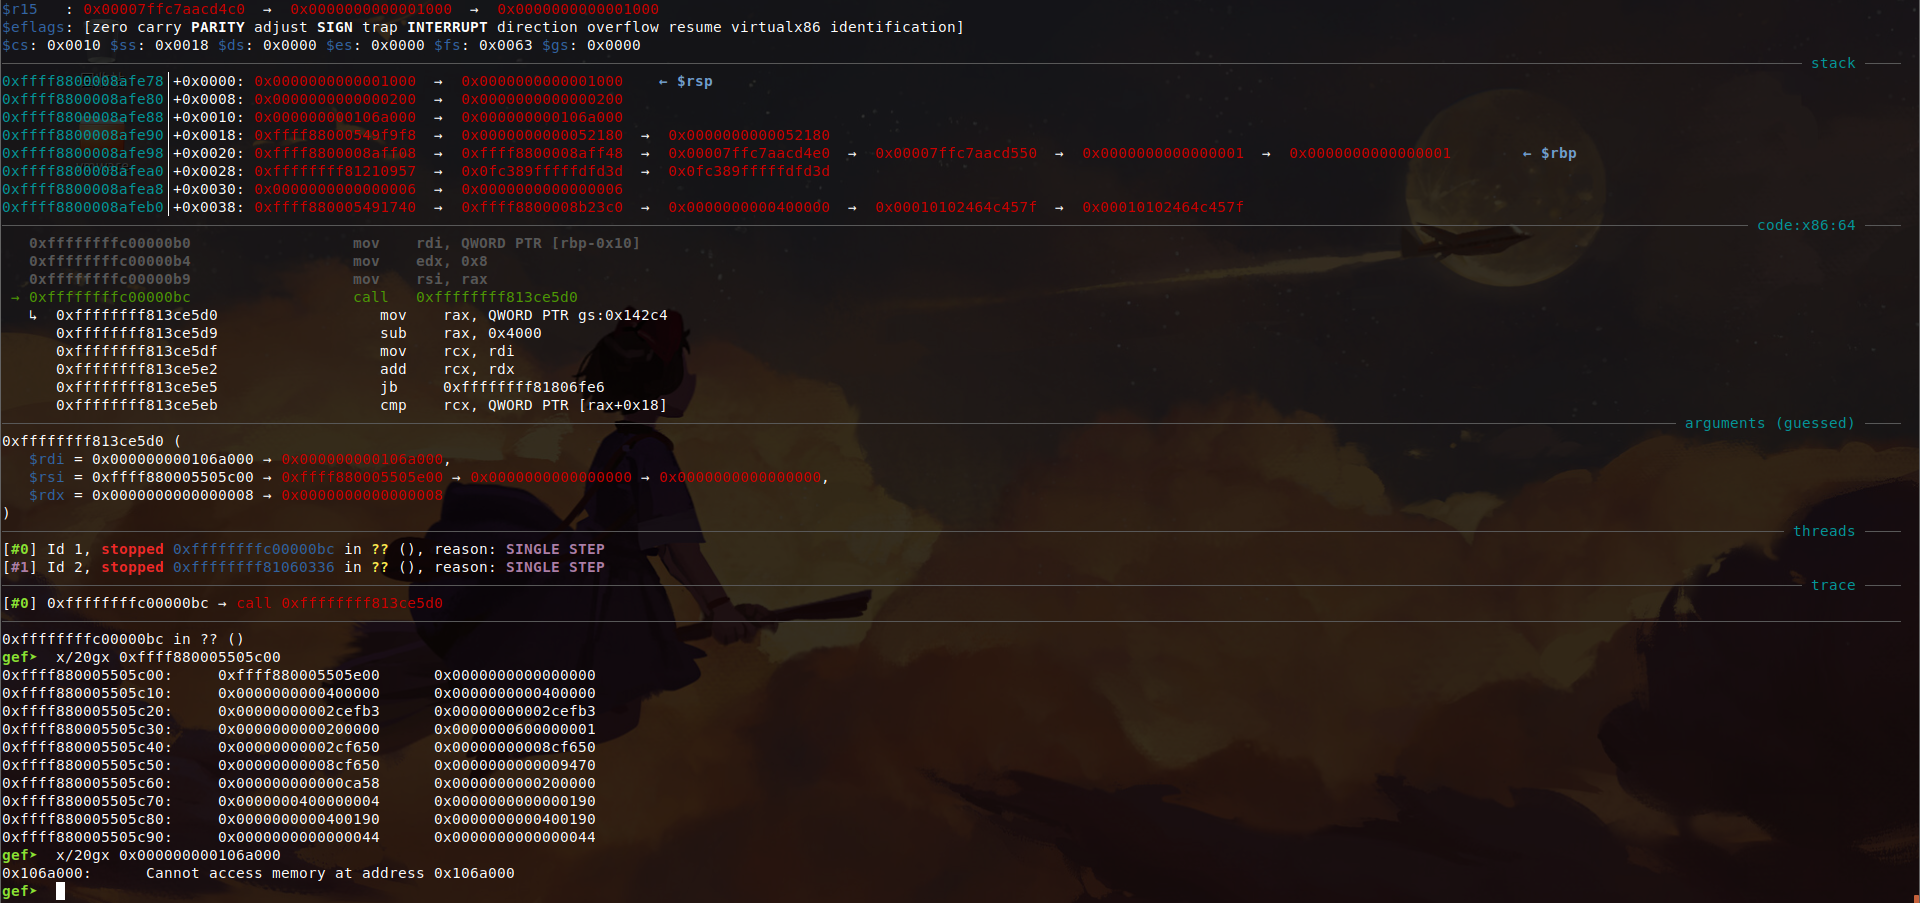 $r15   : 0x00007ffc7aacd4c0  →  0x0000000000001000  →  0x0000000000001000
$eflags: [zero carry PARITY adjust SIGN trap INTERRUPT direction overflow resume virtualx86 identification]
$cs: 0x0010 $ss: 0x0018 $ds: 0x0000 $es: 0x0000 $fs: 0x0063 $gs: 0x0000
stack
0xffff8800008afe78│+0x0000: 0x0000000000001000  →  0x0000000000001000    ← $rsp
0xffff8800008afe80│+0x0008: 0x0000000000000200  →  0x0000000000000200
0xffff8800008afe88│+0x0010: 0x000000000106a000  →  0x000000000106a000
0xffff8800008afe90│+0x0018: 0xffff88000549f9f8  →  0x0000000000052180  →  0x0000000000052180
0xffff8800008afe98│+0x0020: 0xffff8800008aff08  →  0xffff8800008aff48  →  0x00007ffc7aacd4e0  →  0x00007ffc7aacd550  →  0x0000000000000001  →  0x0000000000000001        ← $rbp
0xffff8800008afea0│+0x0028: 0xffffffff81210957  →  0x0fc389fffffdfd3d  →  0x0fc389fffffdfd3d
0xffff8800008afea8│+0x0030: 0x0000000000000006  →  0x0000000000000006
0xffff8800008afeb0│+0x0038: 0xffff880005491740  →  0xffff8800008b23c0  →  0x0000000000400000  →  0x00010102464c457f  →  0x00010102464c457f
code:x86:64
0xffffffffc00000b0                  mov    rdi, QWORD PTR [rbp-0x10]
0xffffffffc00000b4                  mov    edx, 0x8
0xffffffffc00000b9                  mov    rsi, rax
→ 0xffffffffc00000bc                  call   0xffffffff813ce5d0
↳  0xffffffff813ce5d0                  mov    rax, QWORD PTR gs:0x142c4
0xffffffff813ce5d9                  sub    rax, 0x4000
0xffffffff813ce5df                  mov    rcx, rdi
0xffffffff813ce5e2                  add    rcx, rdx
0xffffffff813ce5e5                  jb     0xffffffff81806fe6
0xffffffff813ce5eb                  cmp    rcx, QWORD PTR [rax+0x18]
arguments (guessed)
0xffffffff813ce5d0 (
$rdi = 0x000000000106a000 → 0x000000000106a000,
$rsi = 0xffff880005505c00 → 0xffff880005505e00 → 0x0000000000000000 → 0x0000000000000000,
$rdx = 0x0000000000000008 → 0x0000000000000008
)
threads
[#0] Id 1, stopped 0xffffffffc00000bc in ?? (), reason: SINGLE STEP
[#1] Id 2, stopped 0xffffffff81060336 in ?? (), reason: SINGLE STEP
trace
[#0] 0xffffffffc00000bc → call 0xffffffff813ce5d0
0xffffffffc00000bc in ?? ()
gef➤  x/20gx 0xffff880005505c00
0xffff880005505c00:     0xffff880005505e00      0x0000000000000000
0xffff880005505c10:     0x0000000000400000      0x0000000000400000
0xffff880005505c20:     0x00000000002cefb3      0x00000000002cefb3
0xffff880005505c30:     0x0000000000200000      0x0000000600000001
0xffff880005505c40:     0x00000000002cf650      0x00000000008cf650
0xffff880005505c50:     0x00000000008cf650      0x0000000000009470
0xffff880005505c60:     0x000000000000ca58      0x0000000000200000
0xffff880005505c70:     0x0000000400000004      0x0000000000000190
0xffff880005505c80:     0x0000000000400190      0x0000000000400190
0xffff880005505c90:     0x0000000000000044      0x0000000000000044
gef➤  x/20gx 0x000000000106a000
0x106a000:      Cannot access memory at address 0x106a000
gef➤